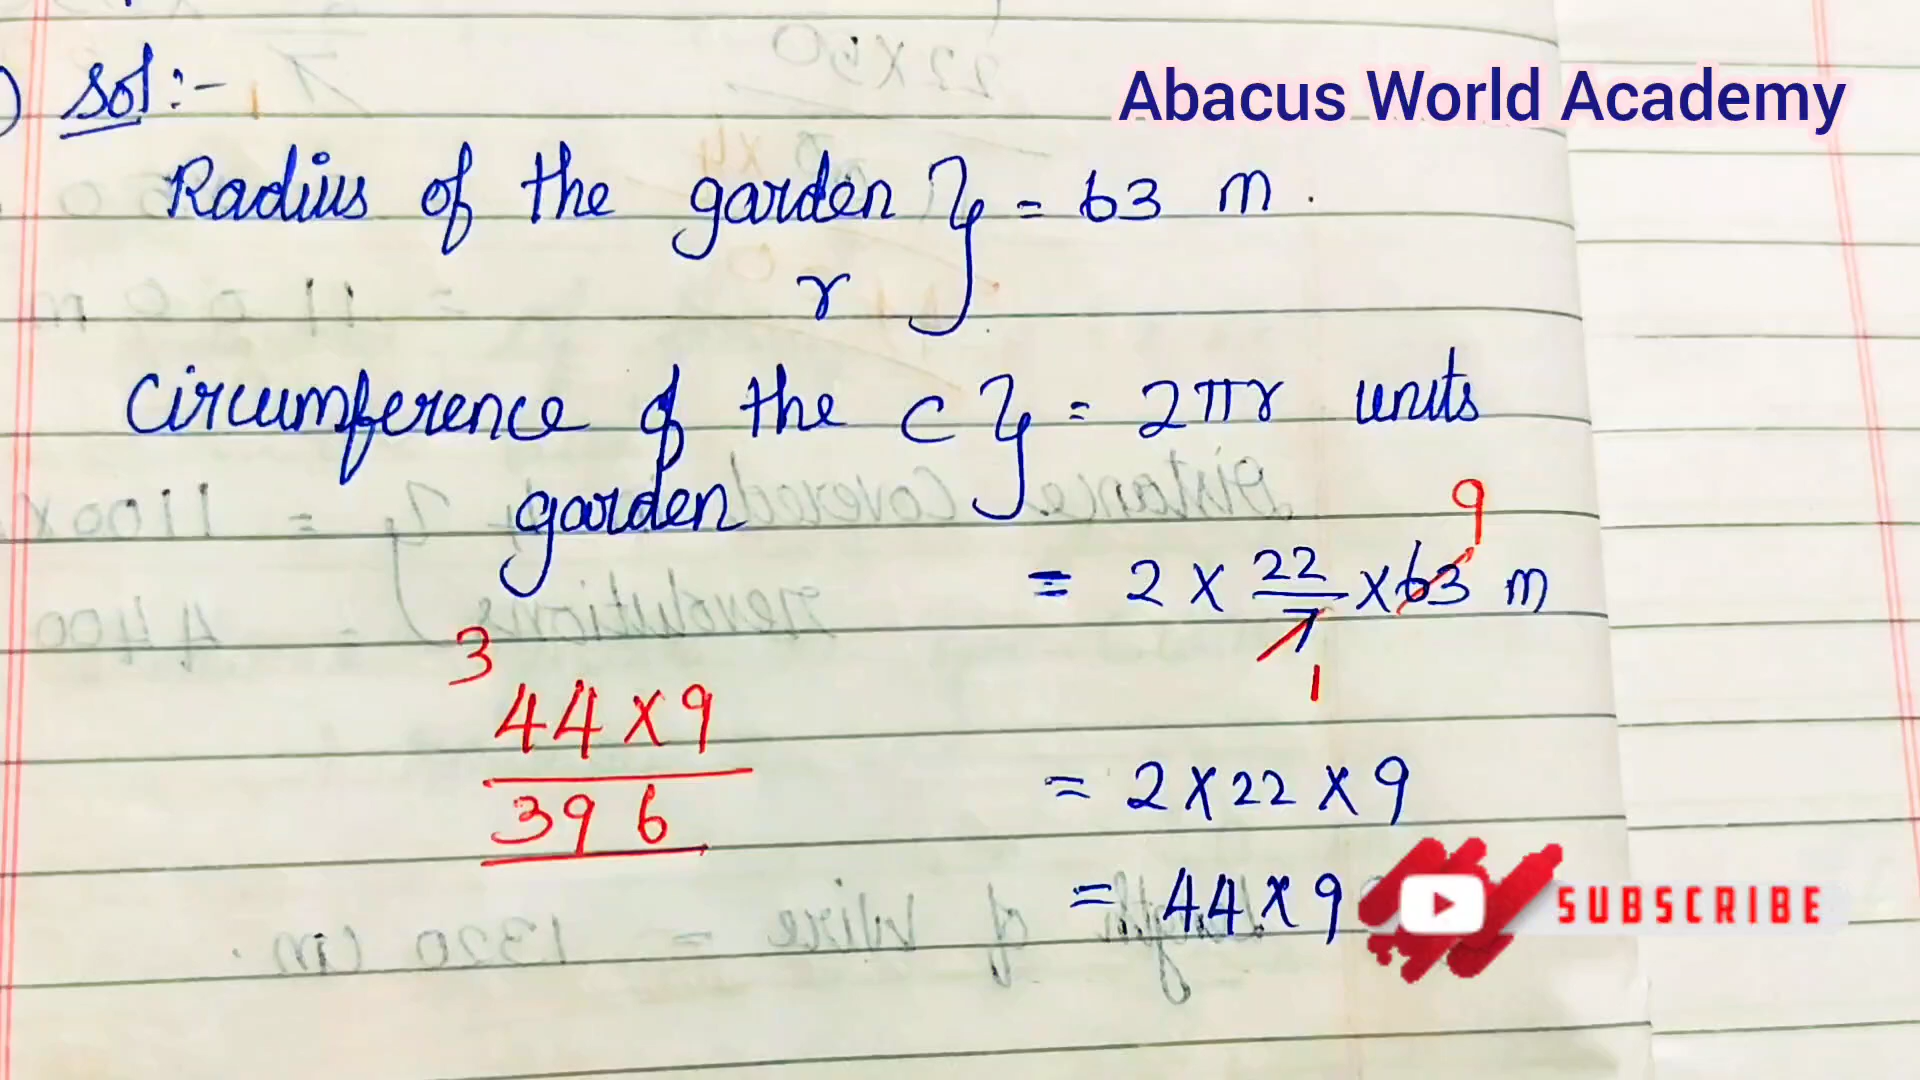 Abacus World Academy
) Sol:-
Radius of the garden } = 63 m.
r
Circumference of the C } = 2πr units
garden
9
= 2 × 22/7 × 63 m
1
3
44×9
396
= 2×22×9
= 44×9
SUBSCRIBE